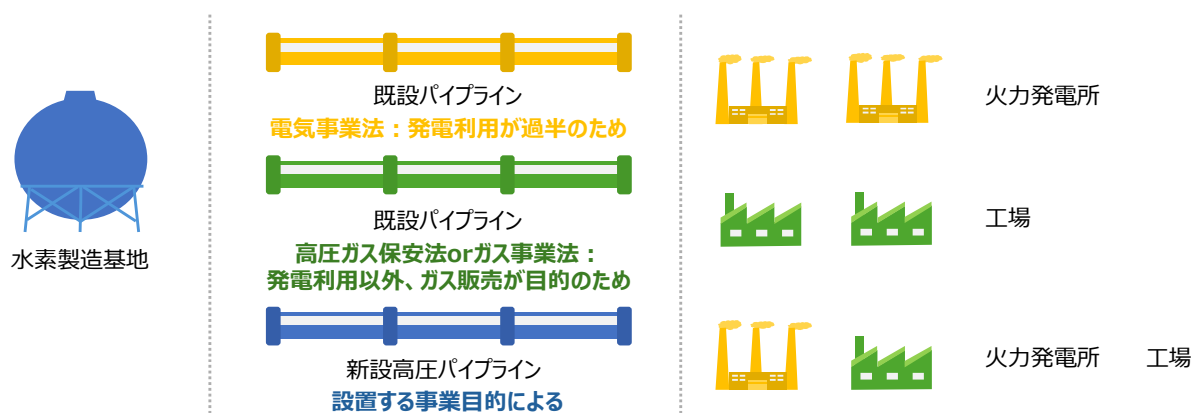 水素製造基地
既設パイプライン
電気事業法：発電利用が過半のため
既設パイプライン
高圧ガス保安法orガス事業法：
発電利用以外、ガス販売が目的のため
新設高圧パイプライン
設置する事業目的による
火力発電所
工場
火力発電所 工場